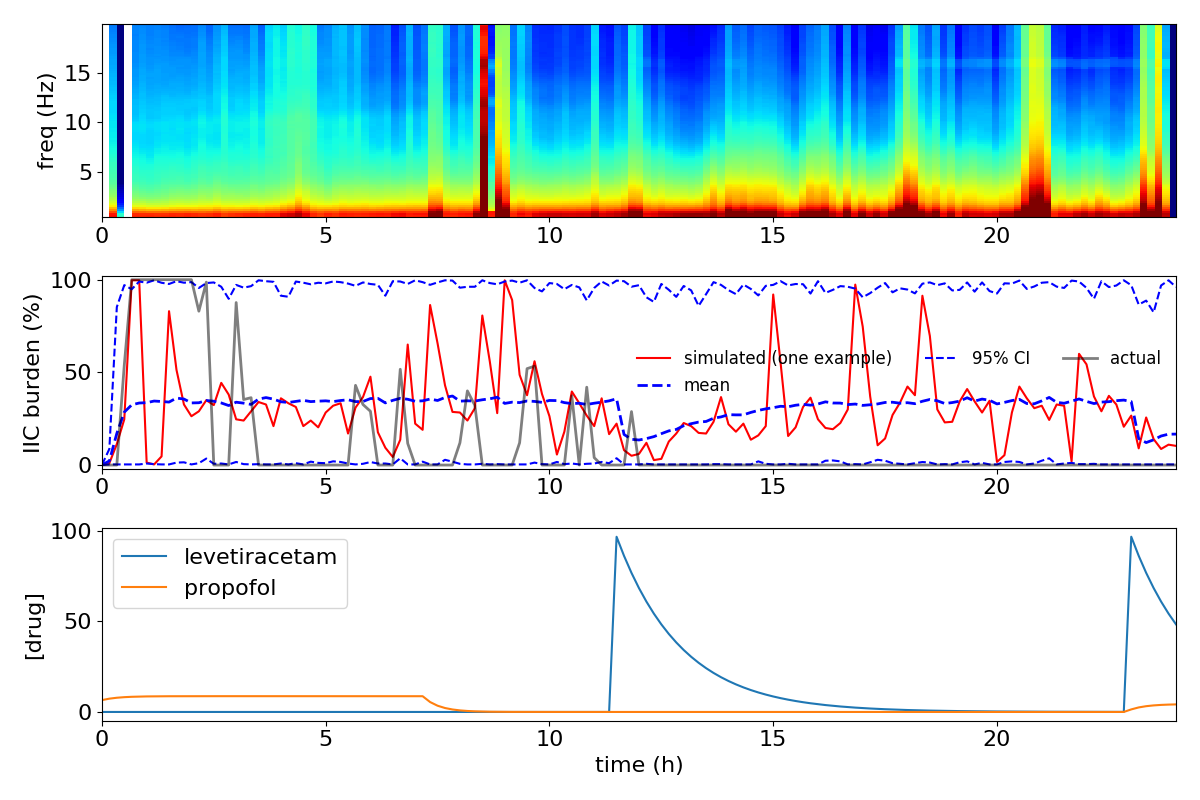 freq (Hz)
15
10
5
0 5 10 15 20
IIC burden (%)
100
50
0
simulated (one example) 95% CI actual
mean
0 5 10 15 20
[drug]
100
50
0
levetiracetam
propofol
0 5 10 15 20
time (h)